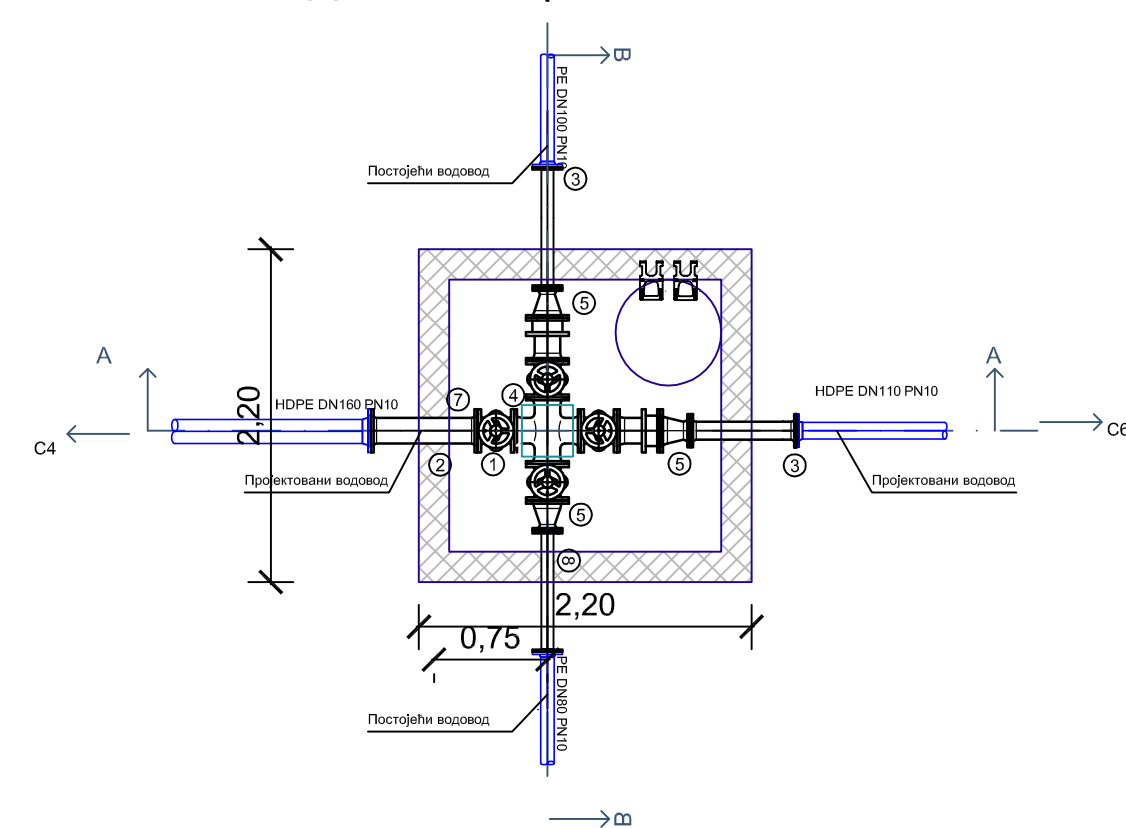 B
PE DN100 PN10
Постојећи водовод
3
5
A
A
HDPE DN110 PN10
4
7
HDPE DN160 PN10
2,20
C4
C6
2
1
5
3
Пројектовани водовод
Пројектовани водовод
5
8
2,20
0,75
PE DN80 PN10
Постојећи водовод
B